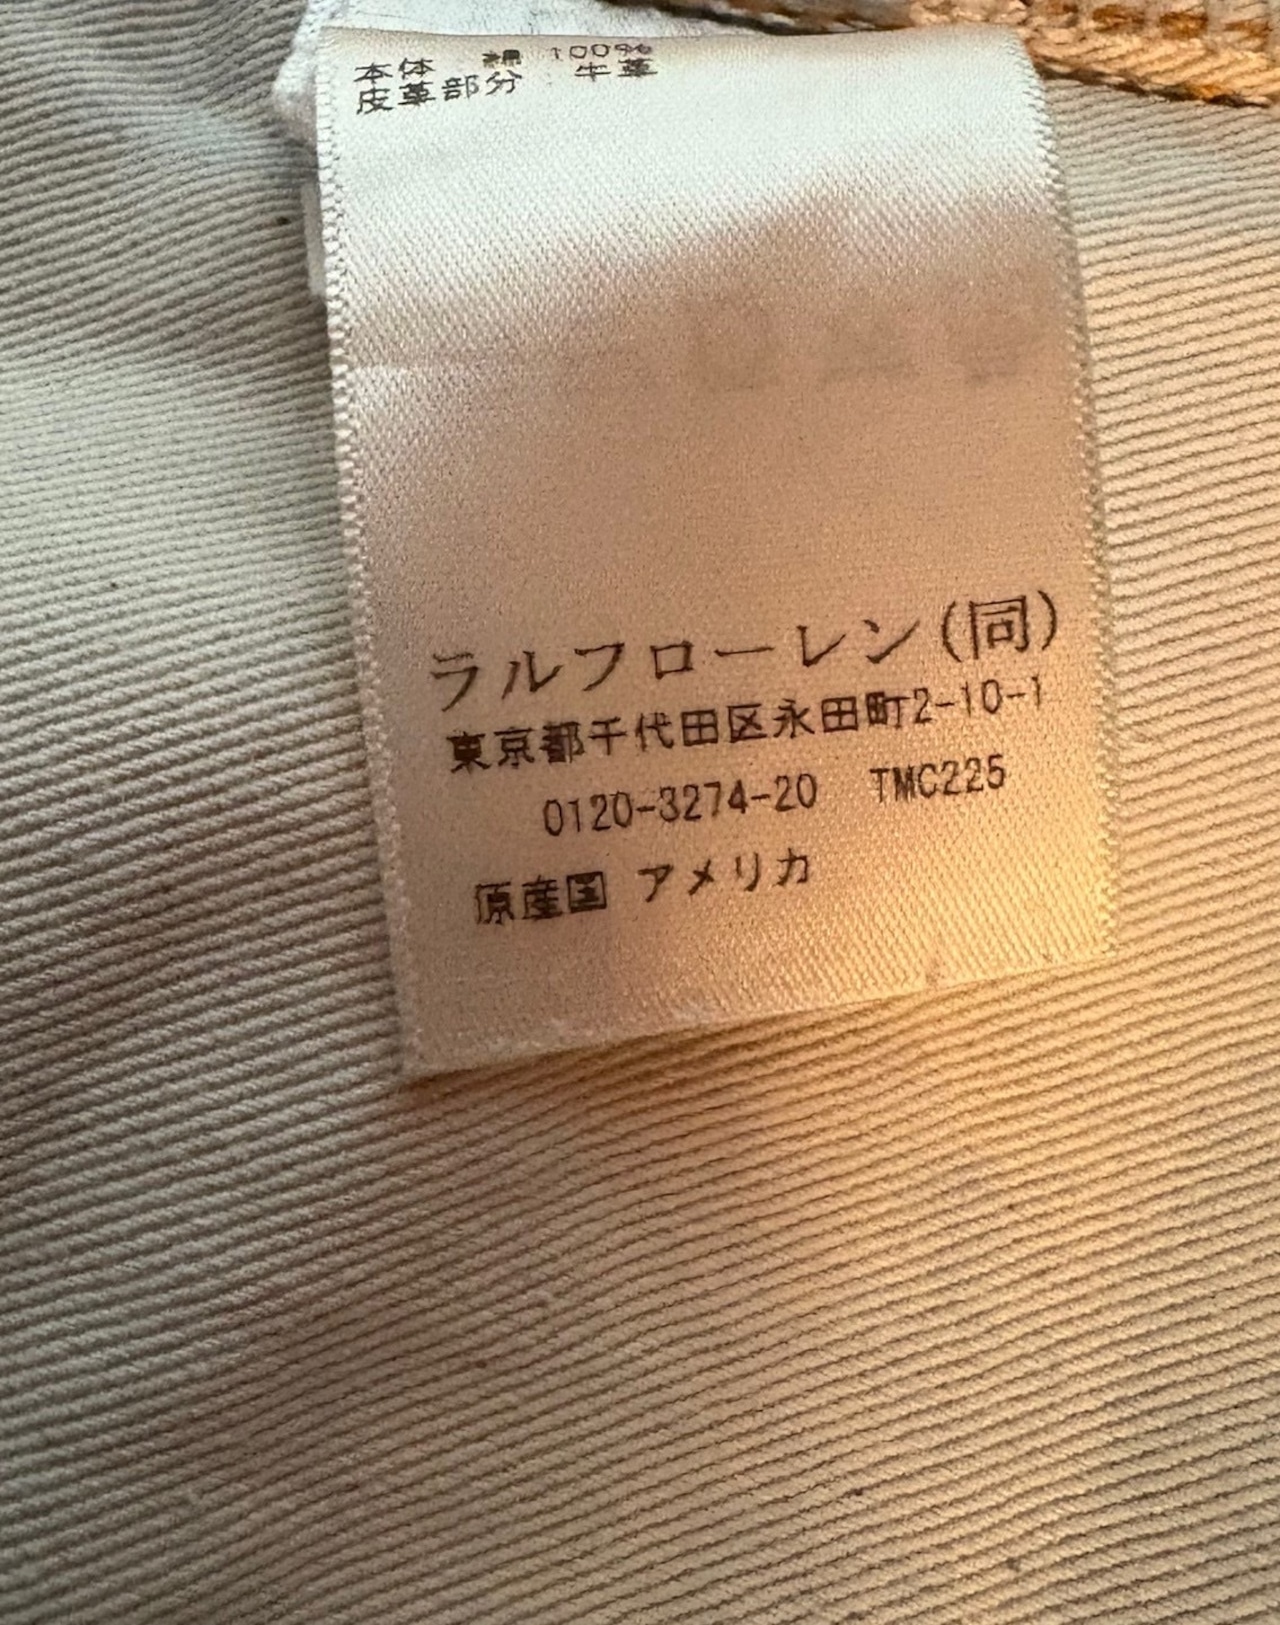 本体 綿 100%
皮革部分 牛革
ラルフローレン(同)
東京都千代田区永田町2-10-1
0120-3274-20 TMC225
原産国 アメリカ